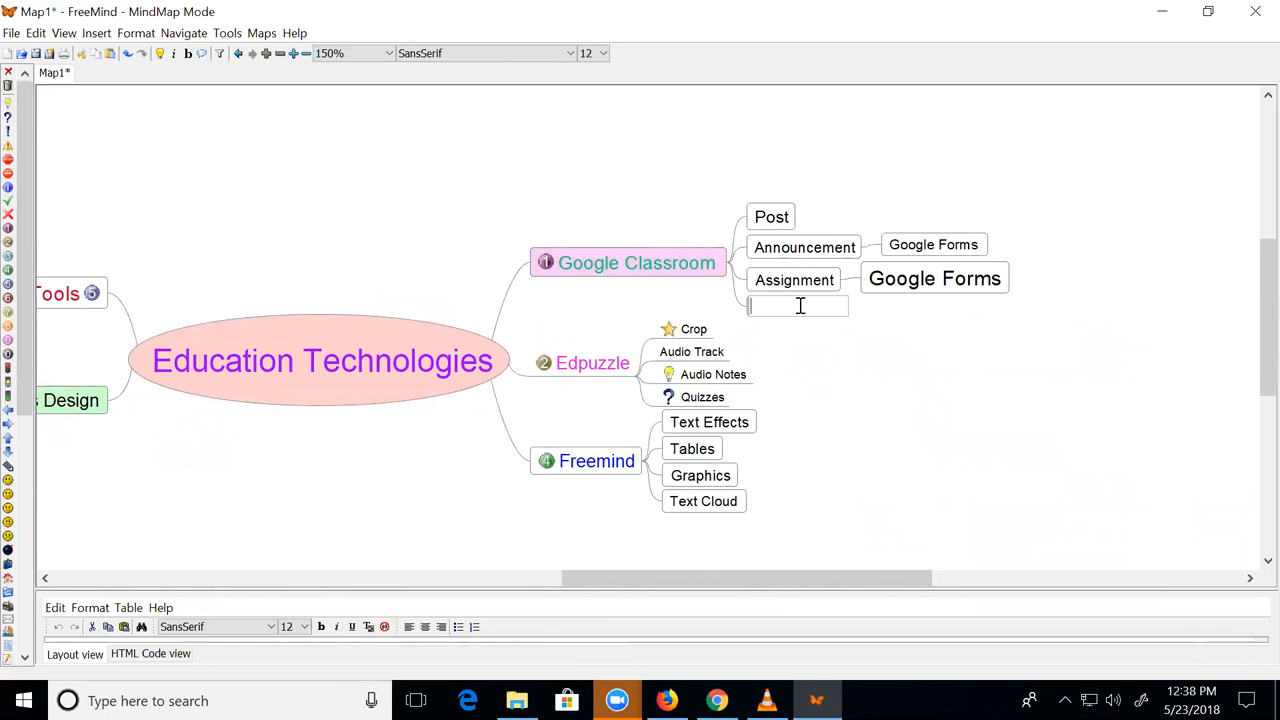 Map1* - FreeMind - MindMap Mode
File Edit View Insert Format Navigate Tools Maps Help
150% SansSerif 12
Map1*
Post
Announcement Google Forms
Google Classroom
Assignment Google Forms
Tools
Education Technologies
Crop
Audio Track
Edpuzzle
Audio Notes
Quizzes
s Design
Text Effects
Tables
Freemind
Graphics
Text Cloud
Edit Format Table Help
SansSerif 12
Layout view HTML Code view
Type here to search
12:38 PM
5/23/2018